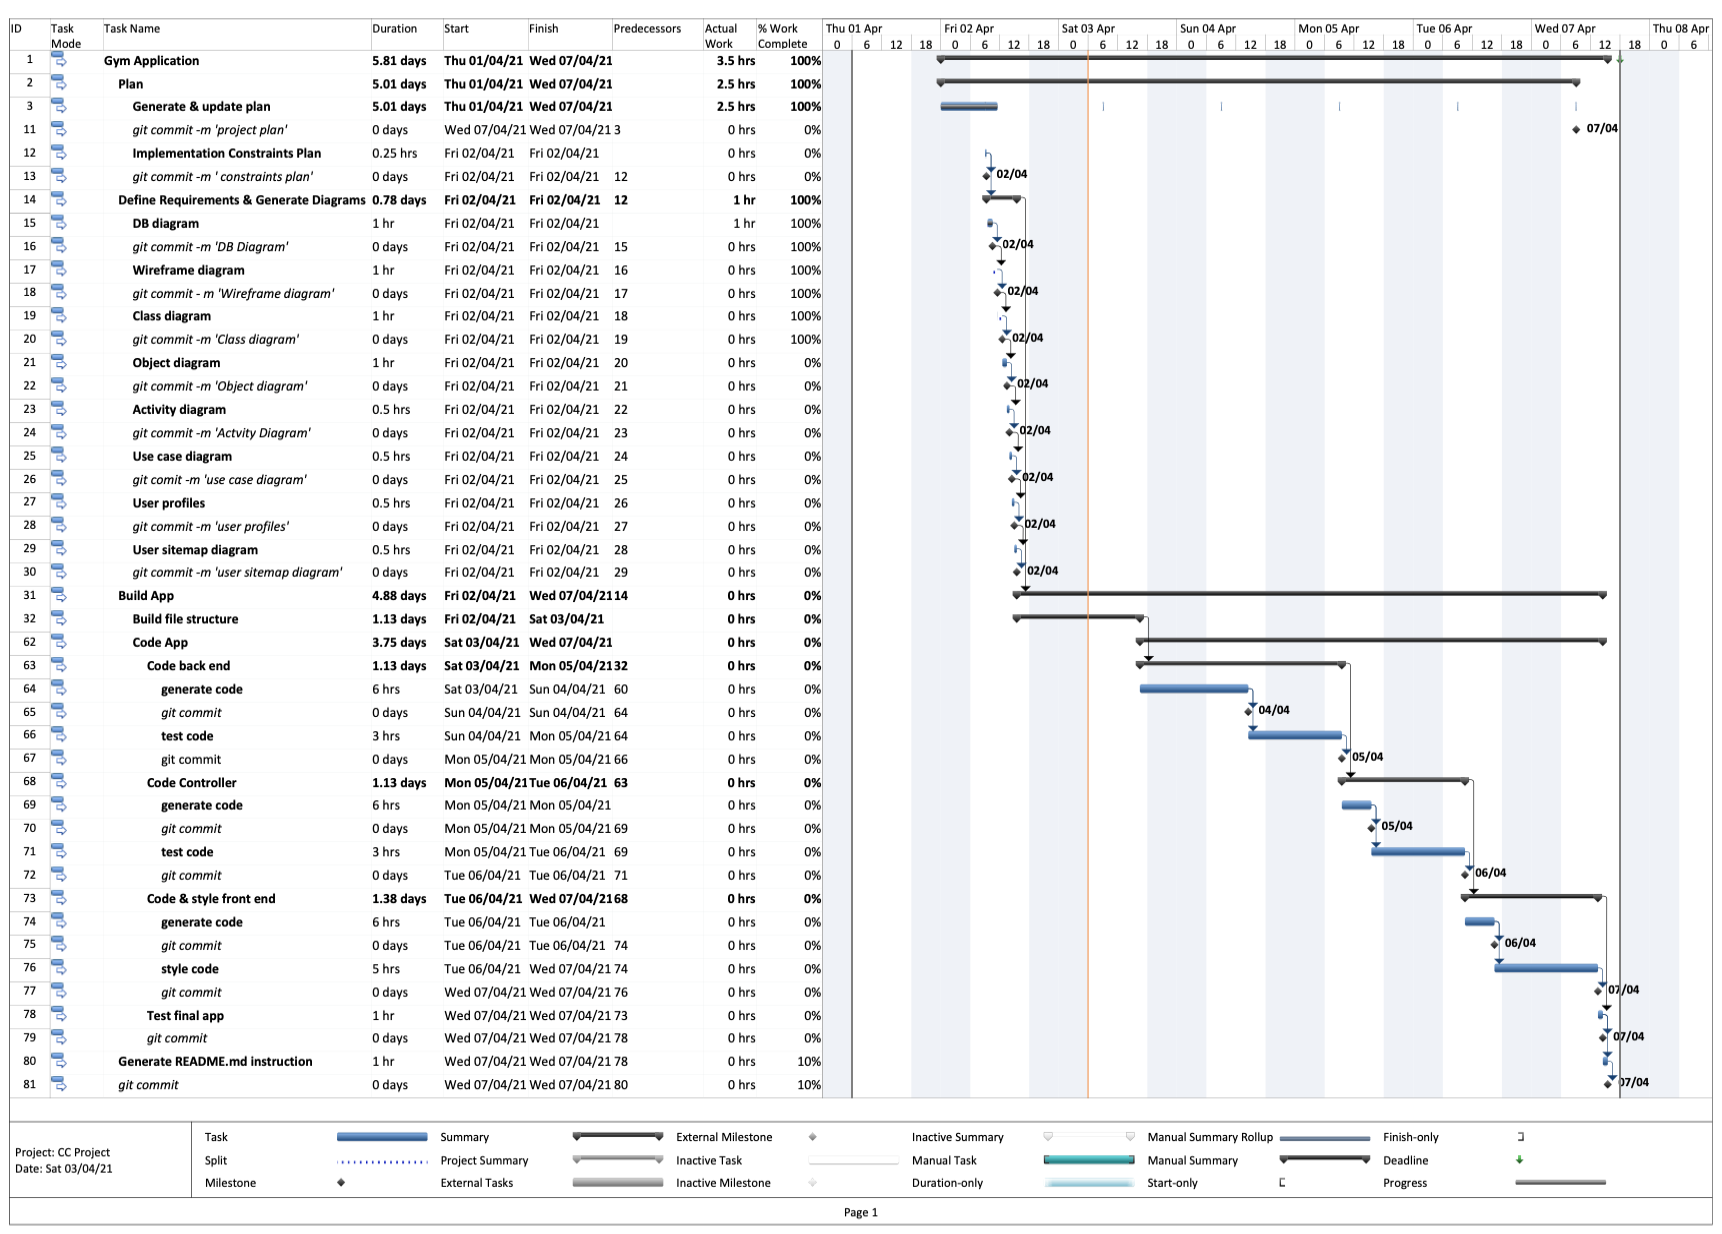 ID Task Mode Task Name Duration Start Finish Predecessors Actual Work % Work Complete
Thu 01 Apr Fri 02 Apr Sat 03 Apr Sun 04 Apr Mon 05 Apr Tue 06 Apr Wed 07 Apr Thu 08 Apr
0 6 12 18 0 6 12 18 0 6 12 18 0 6 12 18 0 6 12 18 0 6 12 18 0 6 12 18 0 6
1 Gym Application 5.81 days Thu 01/04/21 Wed 07/04/21 3.5 hrs 100%
2 Plan 5.01 days Thu 01/04/21 Wed 07/04/21 2.5 hrs 100%
3 Generate & update plan 5.01 days Thu 01/04/21 Wed 07/04/21 2.5 hrs 100%
11 git commit -m 'project plan' 0 days Wed 07/04/21 Wed 07/04/21 3 0 hrs 0% 07/04
12 Implementation Constraints Plan 0.25 hrs Fri 02/04/21 Fri 02/04/21 0 hrs 0%
13 git commit -m ' constraints plan' 0 days Fri 02/04/21 Fri 02/04/21 12 0 hrs 0% 02/04
14 Define Requirements & Generate Diagrams 0.78 days Fri 02/04/21 Fri 02/04/21 12 1 hr 100%
15 DB diagram 1 hr Fri 02/04/21 Fri 02/04/21 1 hr 100%
16 git commit -m 'DB Diagram' 0 days Fri 02/04/21 Fri 02/04/21 15 0 hrs 100% 02/04
17 Wireframe diagram 1 hr Fri 02/04/21 Fri 02/04/21 16 0 hrs 100%
18 git commit - m 'Wireframe diagram' 0 days Fri 02/04/21 Fri 02/04/21 17 0 hrs 100% 02/04
19 Class diagram 1 hr Fri 02/04/21 Fri 02/04/21 18 0 hrs 100%
20 git commit -m 'Class diagram' 0 days Fri 02/04/21 Fri 02/04/21 19 0 hrs 100% 02/04
21 Object diagram 1 hr Fri 02/04/21 Fri 02/04/21 20 0 hrs 0%
22 git commit -m 'Object diagram' 0 days Fri 02/04/21 Fri 02/04/21 21 0 hrs 0% 02/04
23 Activity diagram 0.5 hrs Fri 02/04/21 Fri 02/04/21 22 0 hrs 0%
24 git commit -m 'Actvity Diagram' 0 days Fri 02/04/21 Fri 02/04/21 23 0 hrs 0% 02/04
25 Use case diagram 0.5 hrs Fri 02/04/21 Fri 02/04/21 24 0 hrs 0%
26 git comit -m 'use case diagram' 0 days Fri 02/04/21 Fri 02/04/21 25 0 hrs 0% 02/04
27 User profiles 0.5 hrs Fri 02/04/21 Fri 02/04/21 26 0 hrs 0%
28 git commit -m 'user profiles' 0 days Fri 02/04/21 Fri 02/04/21 27 0 hrs 0% 02/04
29 User sitemap diagram 0.5 hrs Fri 02/04/21 Fri 02/04/21 28 0 hrs 0%
30 git commit -m 'user sitemap diagram' 0 days Fri 02/04/21 Fri 02/04/21 29 0 hrs 0% 02/04
31 Build App 4.88 days Fri 02/04/21 Wed 07/04/21 14 0 hrs 0%
32 Build file structure 1.13 days Fri 02/04/21 Sat 03/04/21 0 hrs 0%
62 Code App 3.75 days Sat 03/04/21 Wed 07/04/21 0 hrs 0%
63 Code back end 1.13 days Sat 03/04/21 Mon 05/04/21 32 0 hrs 0%
64 generate code 6 hrs Sat 03/04/21 Sun 04/04/21 60 0 hrs 0%
65 git commit 0 days Sun 04/04/21 Sun 04/04/21 64 0 hrs 0% 04/04
66 test code 3 hrs Sun 04/04/21 Mon 05/04/21 64 0 hrs 0%
67 git commit 0 days Mon 05/04/21 Mon 05/04/21 66 0 hrs 0% 05/04
68 Code Controller 1.13 days Mon 05/04/21 Tue 06/04/21 63 0 hrs 0%
69 generate code 6 hrs Mon 05/04/21 Mon 05/04/21 0 hrs 0%
70 git commit 0 days Mon 05/04/21 Mon 05/04/21 69 0 hrs 0% 05/04
71 test code 3 hrs Mon 05/04/21 Tue 06/04/21 69 0 hrs 0%
72 git commit 0 days Tue 06/04/21 Tue 06/04/21 71 0 hrs 0% 06/04
73 Code & style front end 1.38 days Tue 06/04/21 Wed 07/04/21 68 0 hrs 0%
74 generate code 6 hrs Tue 06/04/21 Tue 06/04/21 0 hrs 0%
75 git commit 0 days Tue 06/04/21 Tue 06/04/21 74 0 hrs 0% 06/04
76 style code 5 hrs Tue 06/04/21 Wed 07/04/21 74 0 hrs 0%
77 git commit 0 days Wed 07/04/21 Wed 07/04/21 76 0 hrs 0% 07/04
78 Test final app 1 hr Wed 07/04/21 Wed 07/04/21 73 0 hrs 0%
79 git commit 0 days Wed 07/04/21 Wed 07/04/21 78 0 hrs 0% 07/04
80 Generate README.md instruction 1 hr Wed 07/04/21 Wed 07/04/21 78 0 hrs 10%
81 git commit 0 days Wed 07/04/21 Wed 07/04/21 80 0 hrs 10% 07/04
Project: CC Project
Date: Sat 03/04/21
Task Summary External Milestone Inactive Summary Manual Summary Rollup Finish-only
Split Project Summary Inactive Task Manual Task Manual Summary Deadline
Milestone External Tasks Inactive Milestone Duration-only Start-only Progress
Page 1